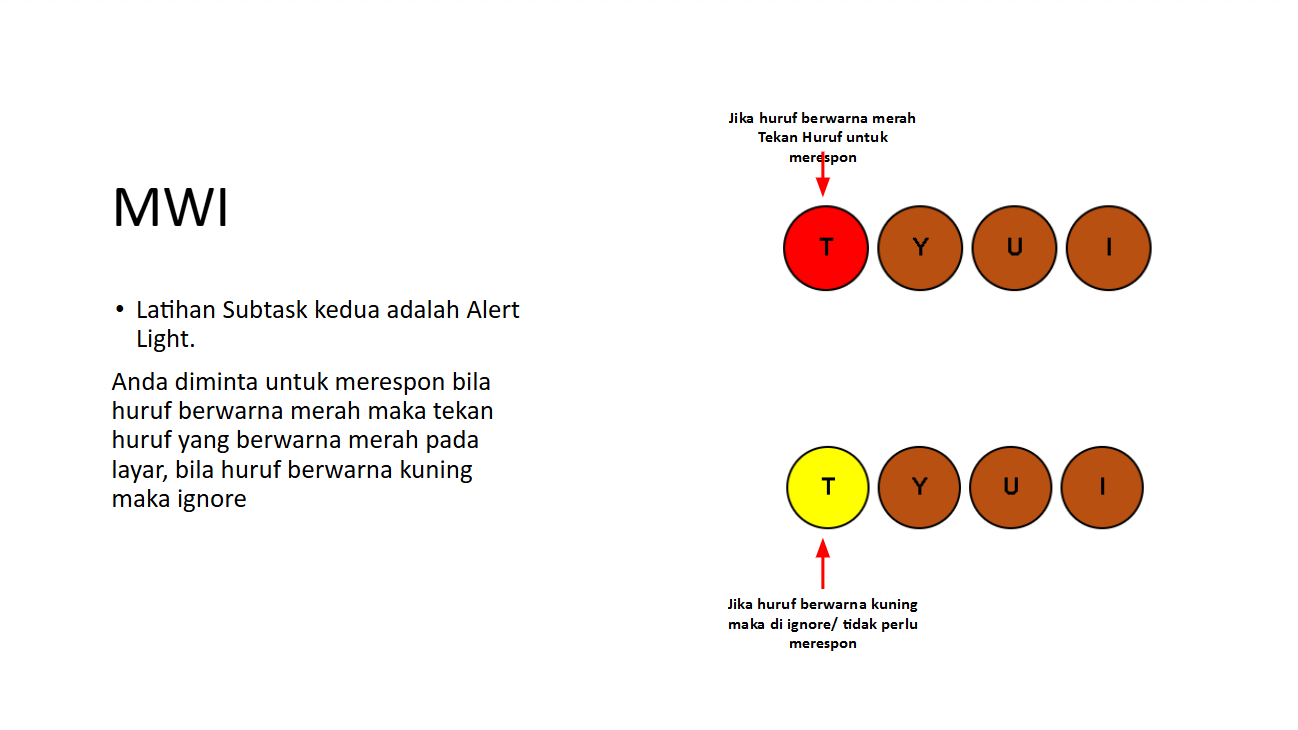 MWI
• Latihan Subtask kedua adalah Alert
Light.
Anda diminta untuk merespon bila
huruf berwarna merah maka tekan
huruf yang berwarna merah pada
layar, bila huruf berwarna kuning
maka ignore
Jika huruf berwarna merah
Tekan Huruf untuk
merespon
T Y U I
T Y U I
Jika huruf berwarna kuning
maka di ignore/ tidak perlu
merespon